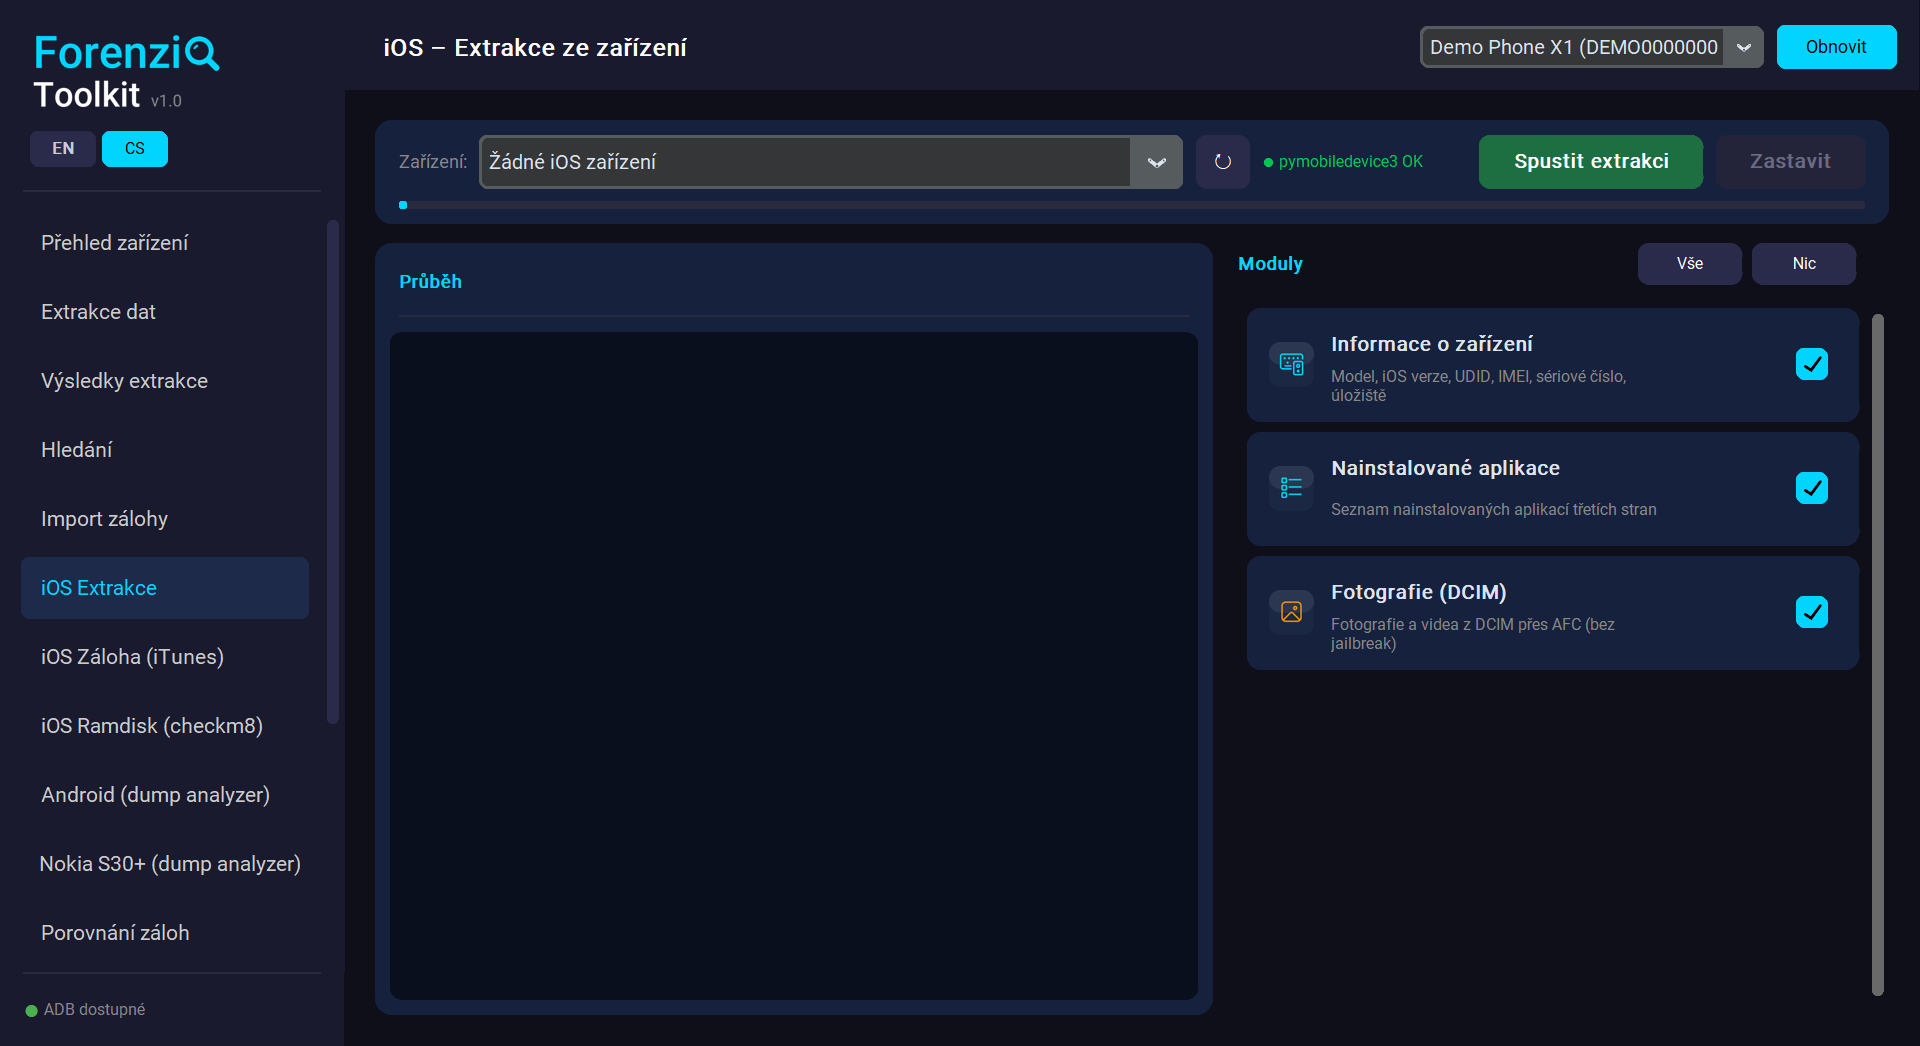 Forenzi
Toolkit v1.0
EN CS
Přehled zařízení
Extrakce dat
Výsledky extrakce
Hledání
Import zálohy
iOS Extrakce
iOS Záloha (iTunes)
iOS Ramdisk (checkm8)
Android (dump analyzer)
Nokia S30+ (dump analyzer)
Porovnání záloh
ADB dostupné
iOS – Extrakce ze zařízení
Demo Phone X1 (DEMO0000000
Obnovit
Zařízení: Žádné iOS zařízení
pymobiledevice3 OK
Spustit extrakci
Zastavit
Průběh
Moduly
Vše
Nic
Informace o zařízení
Model, iOS verze, UDID, IMEI, sériové číslo,
úložiště
Nainstalované aplikace
Seznam nainstalovaných aplikací třetích stran
Fotografie (DCIM)
Fotografie a videa z DCIM přes AFC (bez
jailbreak)